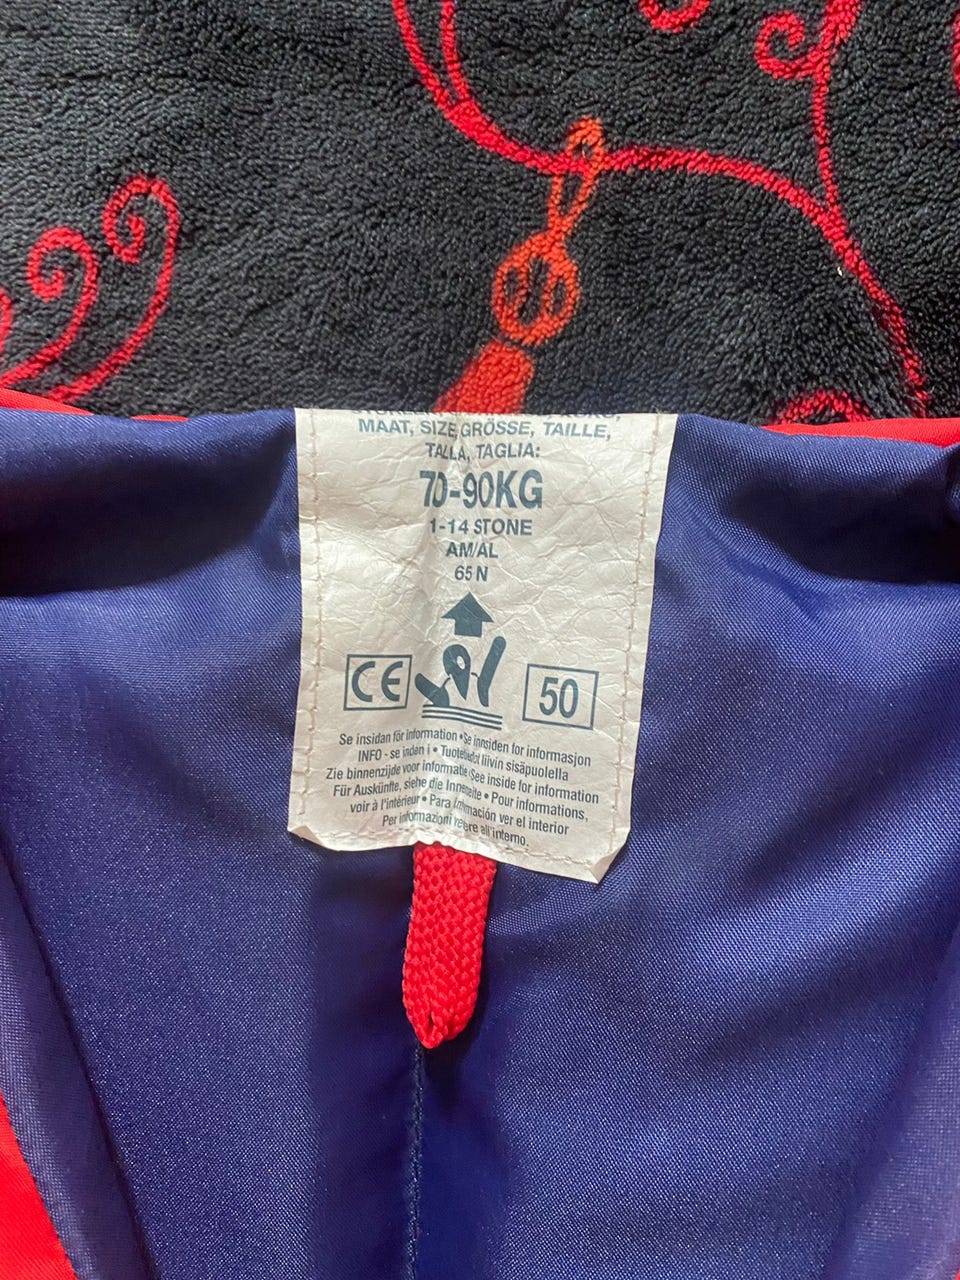 MAAT, SIZE GRÖSSE, TAILLE,
TALLA, TAGLIA:
70-90KG
1-14 STONE
AM/AL
65 N
CE
50
Se insidan för information • Se innsiden for informasjon
INFO - se inden i • Tuotetiedot liivin sisäpuolella
Zie binnenzijde voor informatie • See inside for information
Für Auskünfte, siehe die Innenseite • Pour informations,
voir à l'intérieur • Para información ver el interior
Per informazioni vedere all'interno.